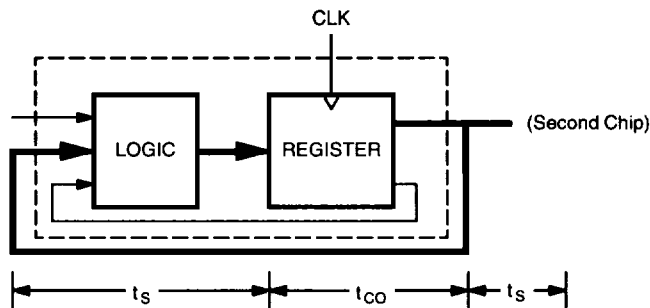 CLK
(Second Chip)
LOGIC
REGISTER
tS
tCO
tS